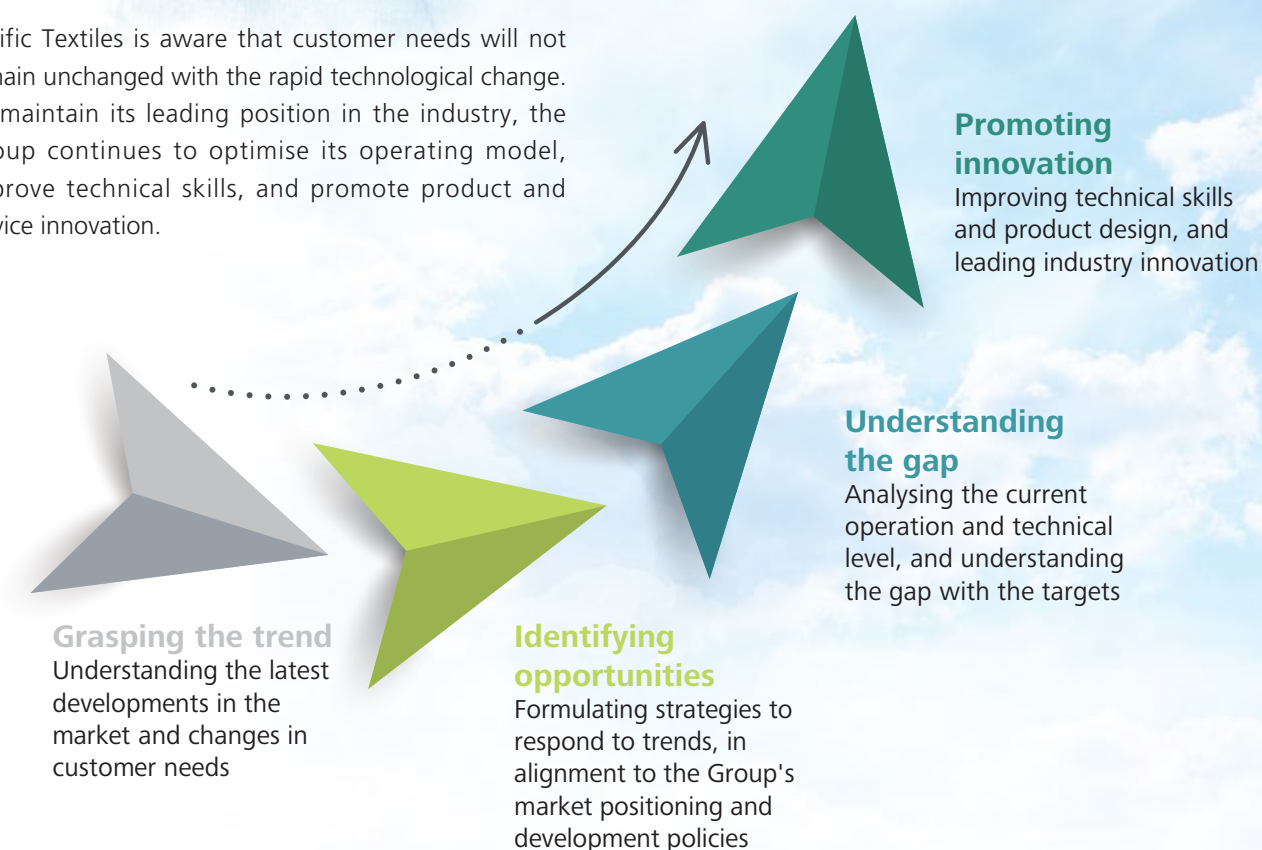 ific Textiles is aware that customer needs will not
main unchanged with the rapid technological change.
maintain its leading position in the industry, the
oup continues to optimise its operating model,
prove technical skills, and promote product and
vice innovation.
Promoting
innovation
Improving technical skills
and product design, and
leading industry innovation
Understanding
the gap
Analysing the current
operation and technical
level, and understanding
the gap with the targets
Grasping the trend
Understanding the latest
developments in the
market and changes in
customer needs
Identifying
opportunities
Formulating strategies to
respond to trends, in
alignment to the Group's
market positioning and
development policies